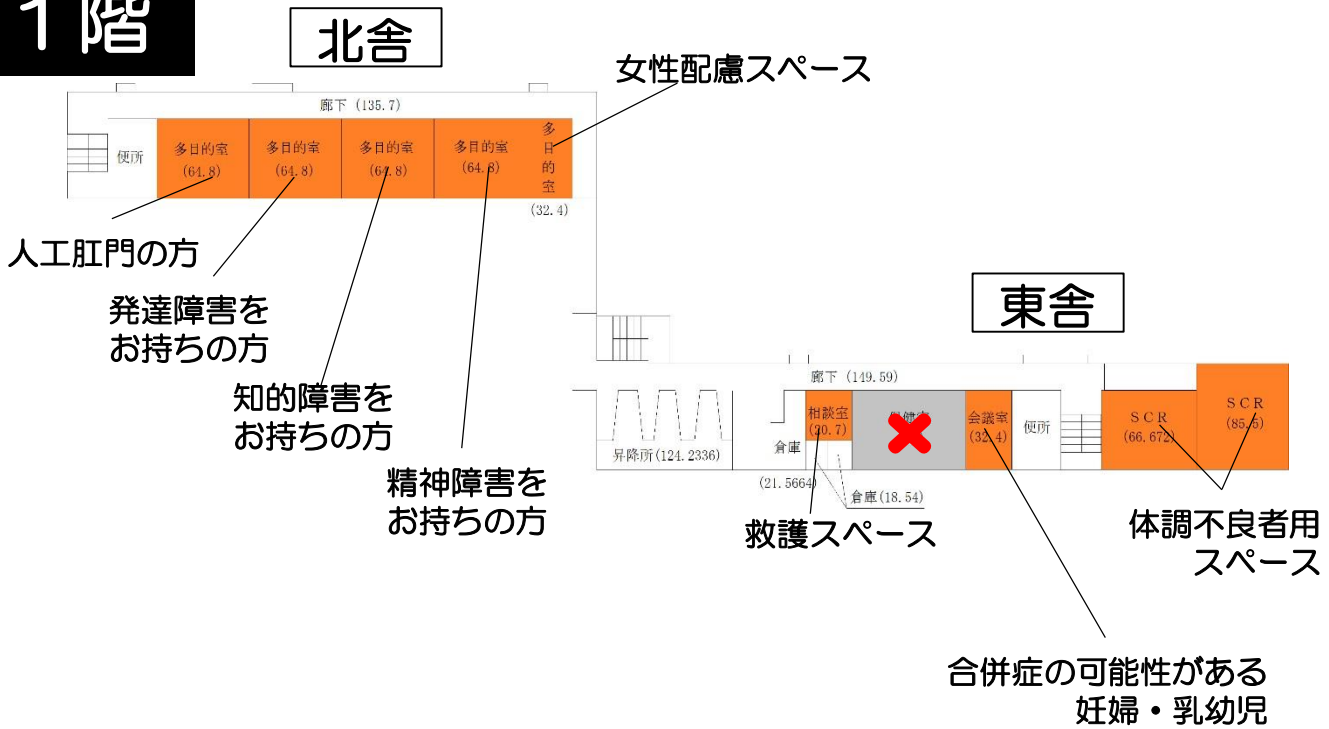 1階
北舎
女性配慮スペース
廊下 (135.7)
便所
多目的室
(64.8)
多目的室
(64.8)
多目的室
(64.8)
多目的室
(64.8)
多目的室
(32.4)
人工肛門の方
発達障害を
お持ちの方
知的障害を
お持ちの方
精神障害を
お持ちの方
東舎
廊下 (149.59)
昇降所(124.2336)
倉庫
(21.5664)
相談室
(20.7)
倉庫(18.54)
会議室
(32.4)
便所
SCR
(66.672)
SCR
(85.5)
救護スペース
体調不良者用
スペース
合併症の可能性がある
妊婦・乳幼児